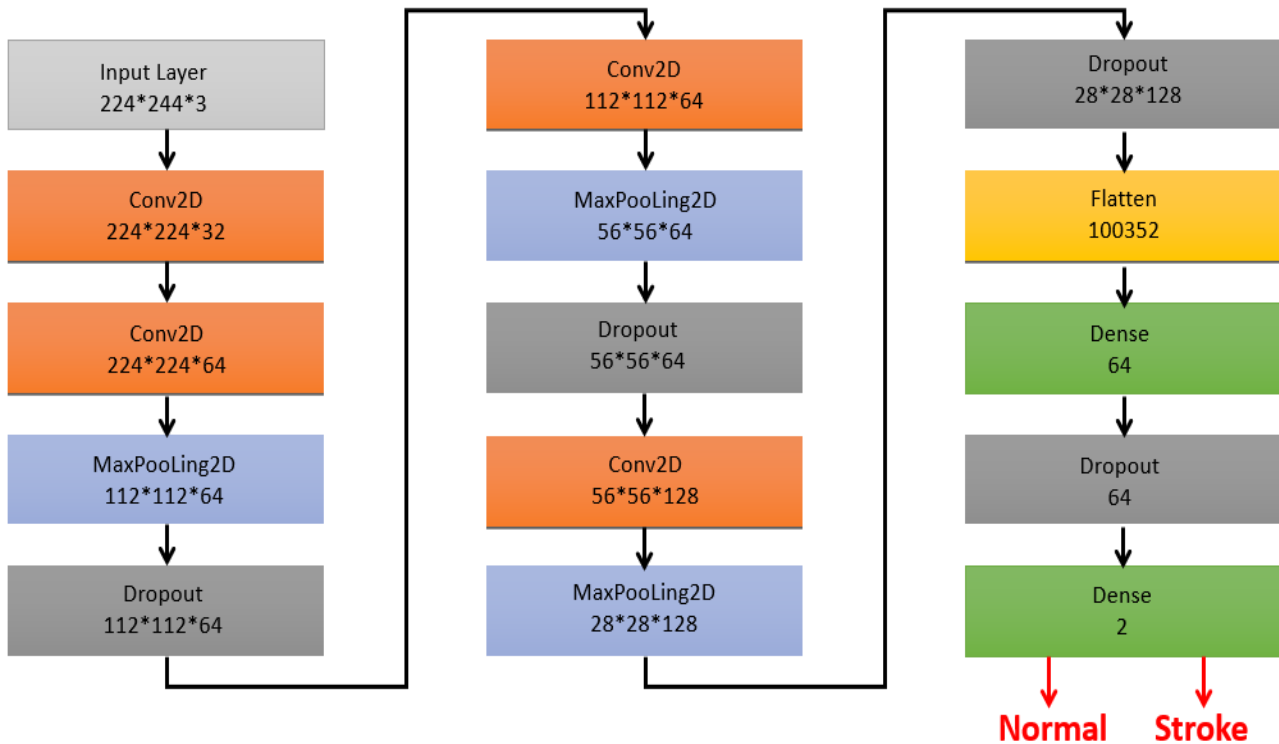 Input Layer
224*244*3
Conv2D
224*224*32
Conv2D
224*224*64
MaxPooLing2D
112*112*64
Dropout
112*112*64
Conv2D
112*112*64
MaxPooLing2D
56*56*64
Dropout
56*56*64
Conv2D
56*56*128
MaxPooLing2D
28*28*128
Dropout
28*28*128
Flatten
100352
Dense
64
Dropout
64
Dense
2
Normal
Stroke